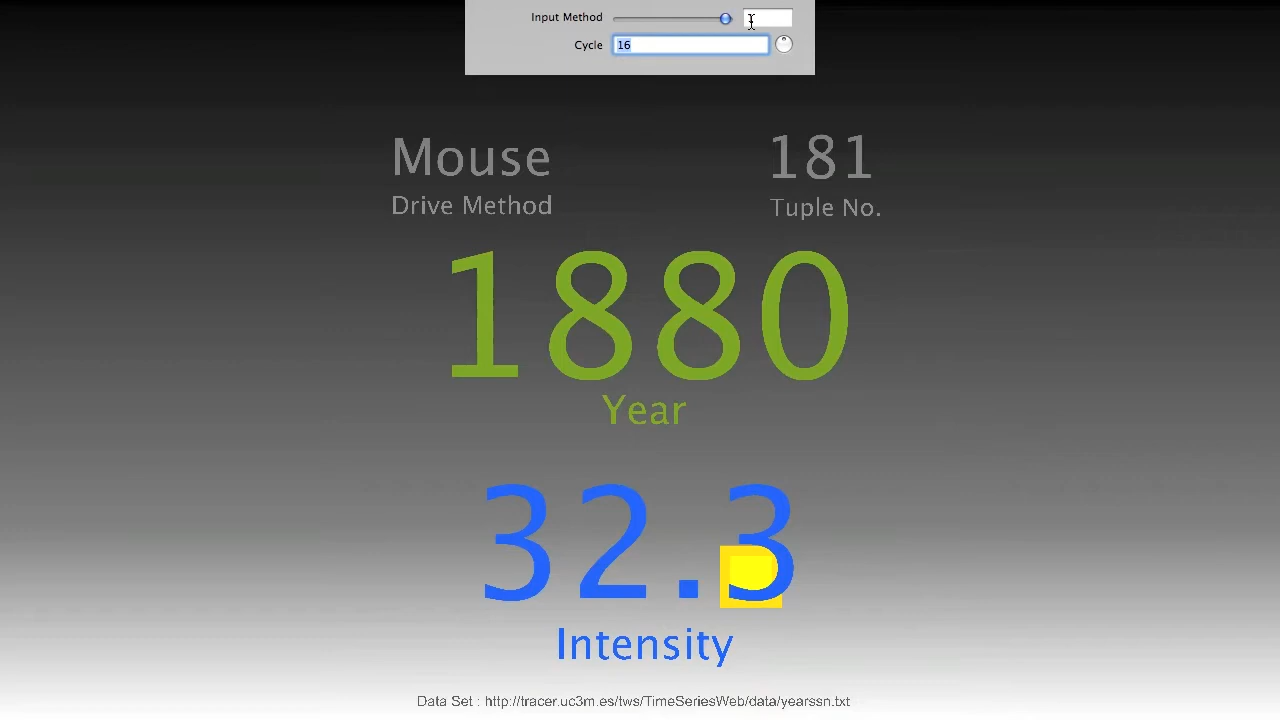 Input Method
Cycle 16
Mouse 181
Drive Method Tuple No.
1880
Year
32.3
Intensity
Data Set : http://tracer.uc3m.es/tws/TimeSeriesWeb/data/yearssn.txt